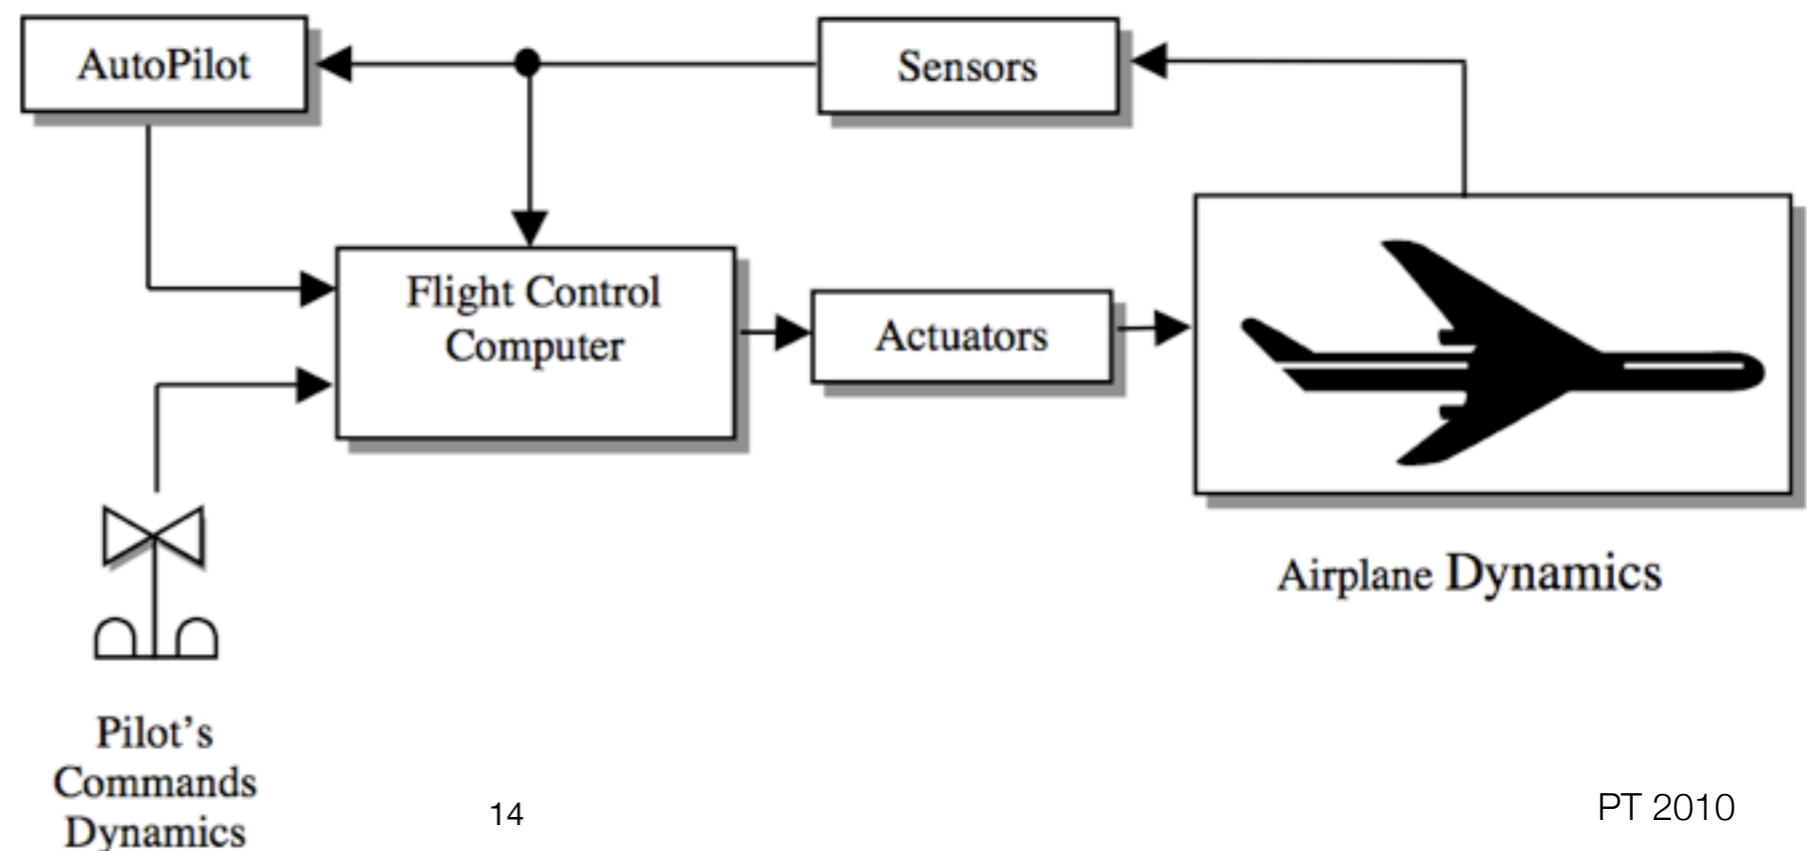 AutoPilot
Sensors
Flight Control
Computer
Actuators
Airplane Dynamics
Pilot's
Commands
Dynamics
14
PT 2010